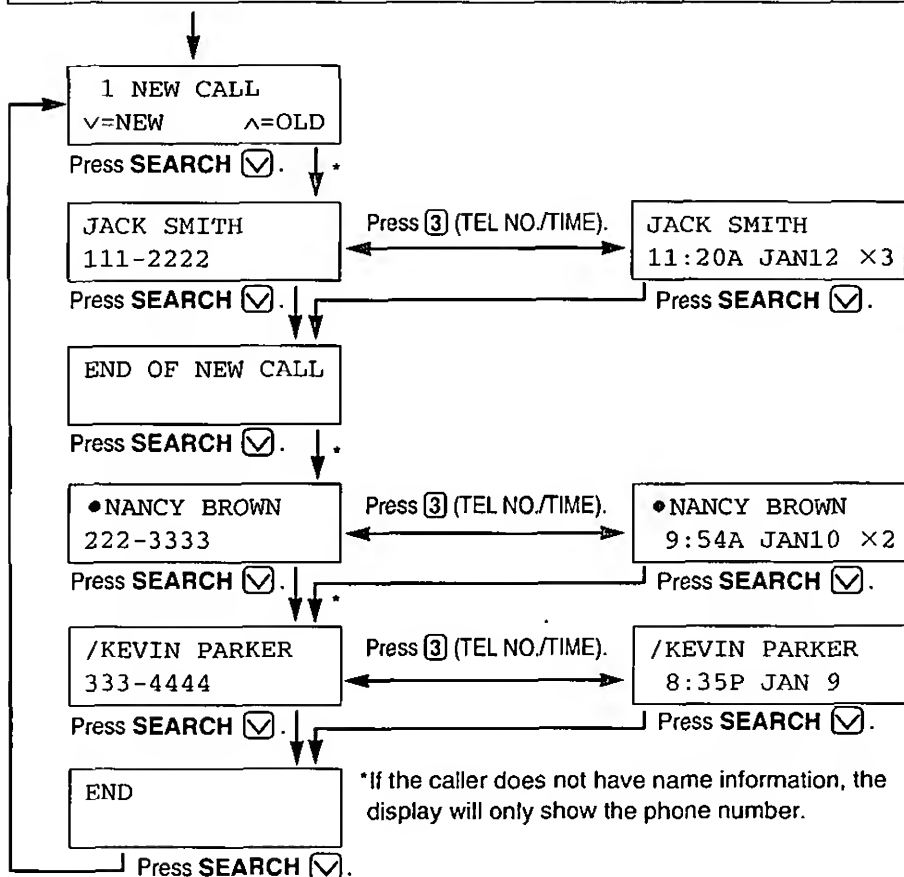 1 NEW CALL
∨=NEW ∧=OLD
Press SEARCH ∨.
*
JACK SMITH
111-2222
Press 3 (TEL NO./TIME).
JACK SMITH
11:20A JAN12 ×3
Press SEARCH ∨.
Press SEARCH ∨.
END OF NEW CALL
Press SEARCH ∨.
*
●NANCY BROWN
222-3333
Press 3 (TEL NO./TIME).
●NANCY BROWN
9:54A JAN10 ×2
Press SEARCH ∨.
*
Press SEARCH ∨.
/KEVIN PARKER
333-4444
Press 3 (TEL NO./TIME).
/KEVIN PARKER
8:35P JAN 9
Press SEARCH ∨.
Press SEARCH ∨.
END
*If the caller does not have name information, the
display will only show the phone number.
Press SEARCH ∨.